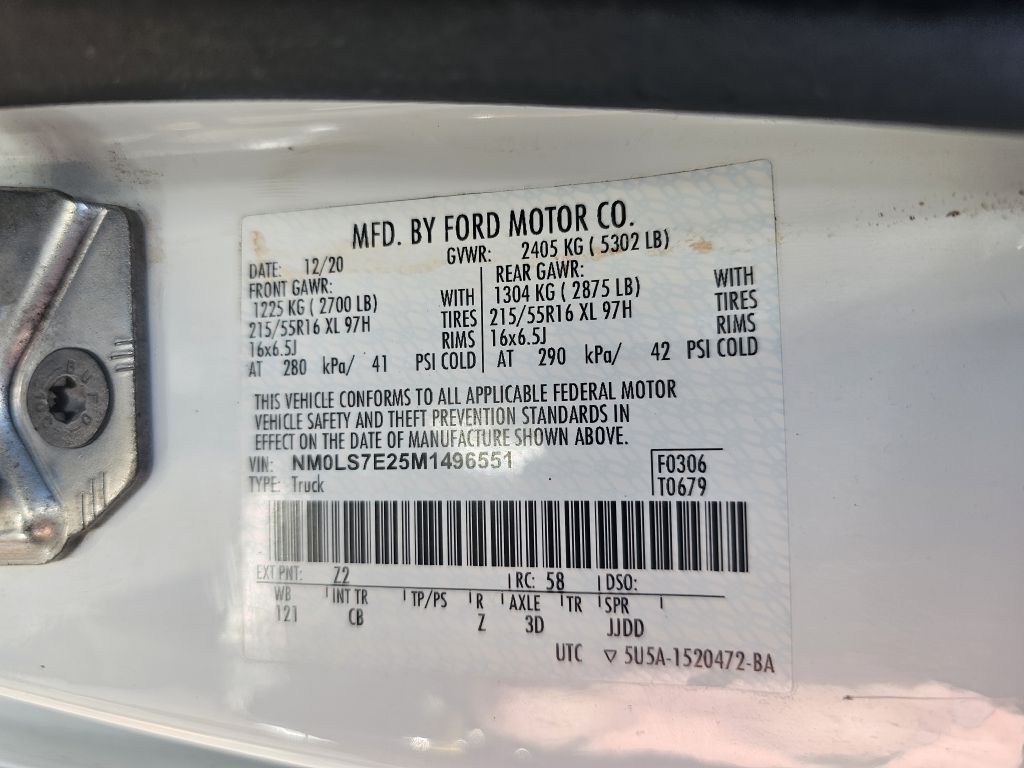 MFD. BY FORD MOTOR CO.
DATE: 12/20 GVWR: 2405 KG ( 5302 LB)
FRONT GAWR:
1225 KG ( 2700 LB) WITH
215/55R16 XL 97H TIRES
16x6.5J RIMS
AT 280 kPa/ 41 PSI COLD
REAR GAWR:
1304 KG ( 2875 LB) WITH
215/55R16 XL 97H TIRES
16x6.5J RIMS
AT 290 kPa/ 42 PSI COLD
THIS VEHICLE CONFORMS TO ALL APPLICABLE FEDERAL MOTOR
VEHICLE SAFETY AND THEFT PREVENTION STANDARDS IN
EFFECT ON THE DATE OF MANUFACTURE SHOWN ABOVE.
VIN: NM0LS7E25M1496551 F0306
TYPE: Truck T0679
EXT PNT: Z2 RC: 58 DSO:
WB INT TR TP/PS R AXLE TR SPR
121 CB Z 3D JJDD
UTC ▽ 5U5A-1520472-BA